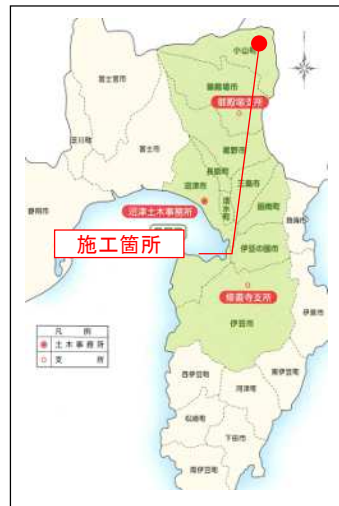 小山町
富士宮市
御殿場市
御殿場支所
裾野市
芝川町
富士市
長泉町
三島市
沼津市
清水町
函南町
静岡市
沼津土木事務所
熱海市
施工箇所
伊豆の国市
修善寺支所
伊東市
伊豆市
凡 例
土木事務所
支 所
西伊豆町
河津町
東伊豆町
松崎町
下田市
南伊豆町